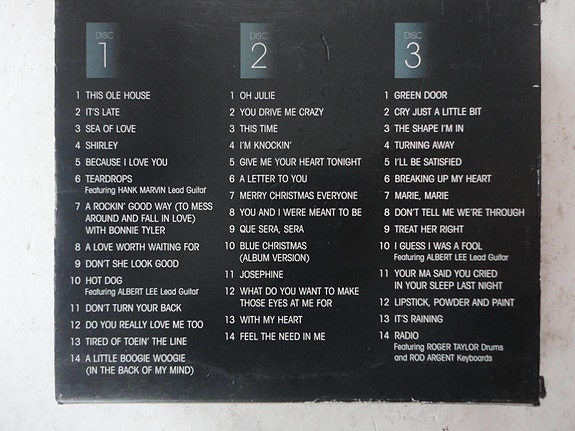 DISC
1
1 THIS OLE HOUSE
2 IT'S LATE
3 SEA OF LOVE
4 SHIRLEY
5 BECAUSE I LOVE YOU
6 TEARDROPS
Featuring HANK MARVIN Lead Guitar
7 A ROCKIN' GOOD WAY (TO MESS
AROUND AND FALL IN LOVE)
WITH BONNIE TYLER
8 A LOVE WORTH WAITING FOR
9 DON'T SHE LOOK GOOD
10 HOT DOG
Featuring ALBERT LEE Lead Guitar
11 DON'T TURN YOUR BACK
12 DO YOU REALLY LOVE ME TOO
13 TIRED OF TOEIN' THE LINE
14 A LITTLE BOOGIE WOOGIE
(IN THE BACK OF MY MIND)
DISC
2
1 OH JULIE
2 YOU DRIVE ME CRAZY
3 THIS TIME
4 I'M KNOCKIN'
5 GIVE ME YOUR HEART TONIGHT
6 A LETTER TO YOU
7 MERRY CHRISTMAS EVERYONE
8 YOU AND I WERE MEANT TO BE
9 QUE SERA, SERA
10 BLUE CHRISTMAS
(ALBUM VERSION)
11 JOSEPHINE
12 WHAT DO YOU WANT TO MAKE
THOSE EYES AT ME FOR
13 WITH MY HEART
14 FEEL THE NEED IN ME
DISC
3
1 GREEN DOOR
2 CRY JUST A LITTLE BIT
3 THE SHAPE I'M IN
4 TURNING AWAY
5 I'LL BE SATISFIED
6 BREAKING UP MY HEART
7 MARIE, MARIE
8 DON'T TELL ME WE'RE THROUGH
9 TREAT HER RIGHT
10 I GUESS I WAS A FOOL
Featuring ALBERT LEE Lead Guitar
11 YOUR MA SAID YOU CRIED
IN YOUR SLEEP LAST NIGHT
12 LIPSTICK, POWDER AND PAINT
13 IT'S RAINING
14 RADIO
Featuring ROGER TAYLOR Drums
and ROD ARGENT Keyboards